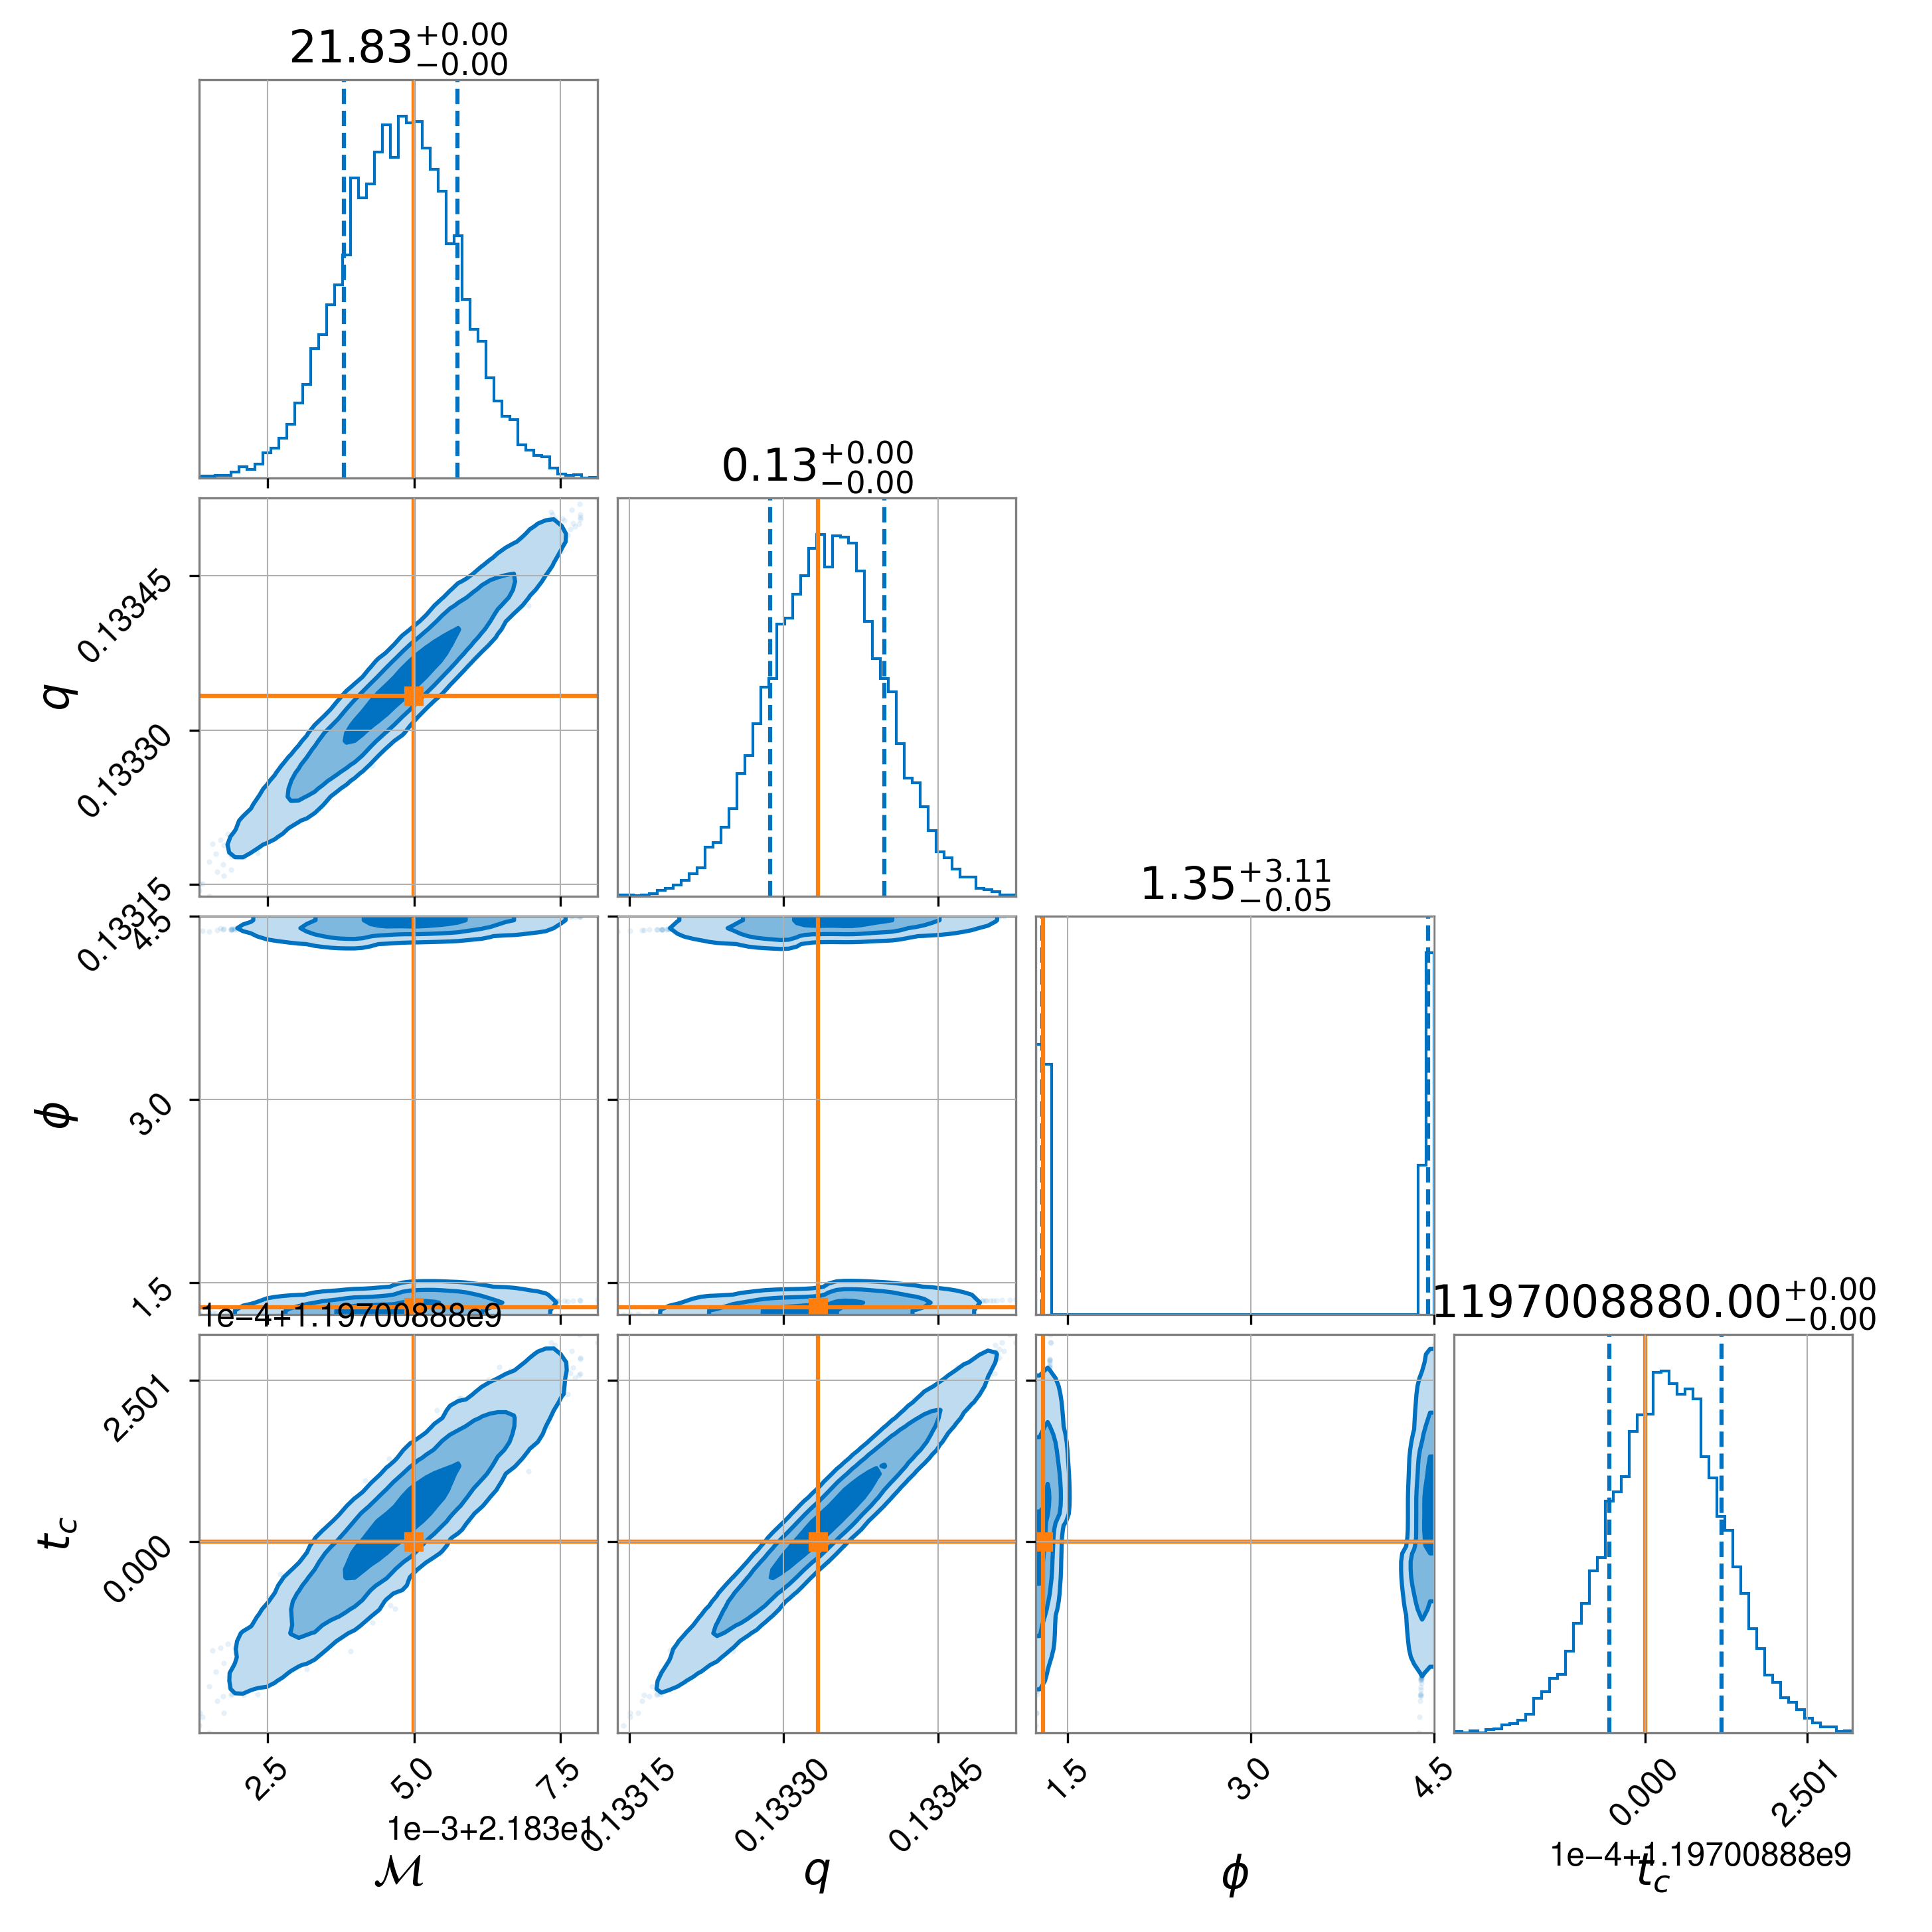 21.83+0.00−0.00
0.13+0.00−0.00
q
0.13345
0.13330
0.13315
1.35+3.11−0.05
ϕ
4.5
3.0
1.5
1197008880.00+0.00−0.00
1e−4+1.19700888e9
t_c
2.501
0.000
2.5 5.0 7.5
1e−3+2.183e1
ℳ
0.13315 0.13330 0.13345
q
1.5 3.0 4.5
ϕ
0.000 2.501
1e−4+1.19700888e9
t_c